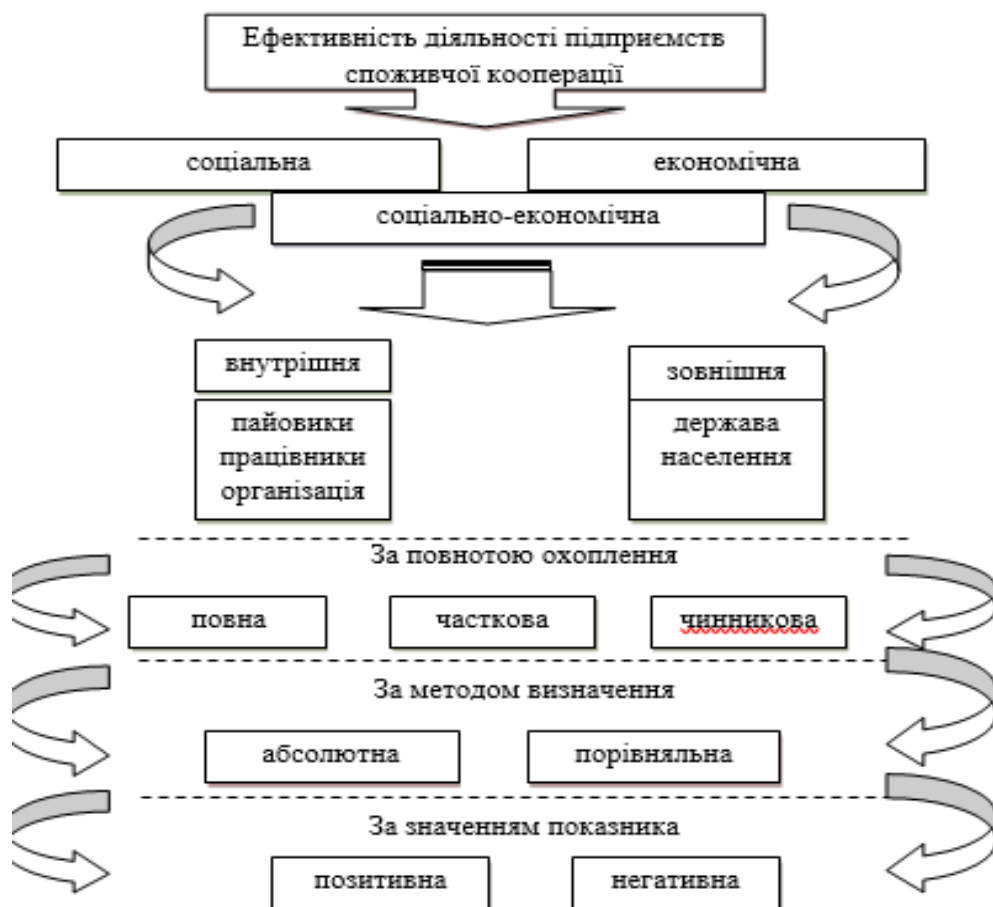 Ефективність діяльності підприємств
споживчої кооперації
соціальна
економічна
соціально-економічна
внутрішня
зовнішня
пайовики
працівники
організація
держава
населення
За повнотою охоплення
повна
часткова
чинникова
За методом визначення
абсолютна
порівняльна
За значенням показника
позитивна
негативна